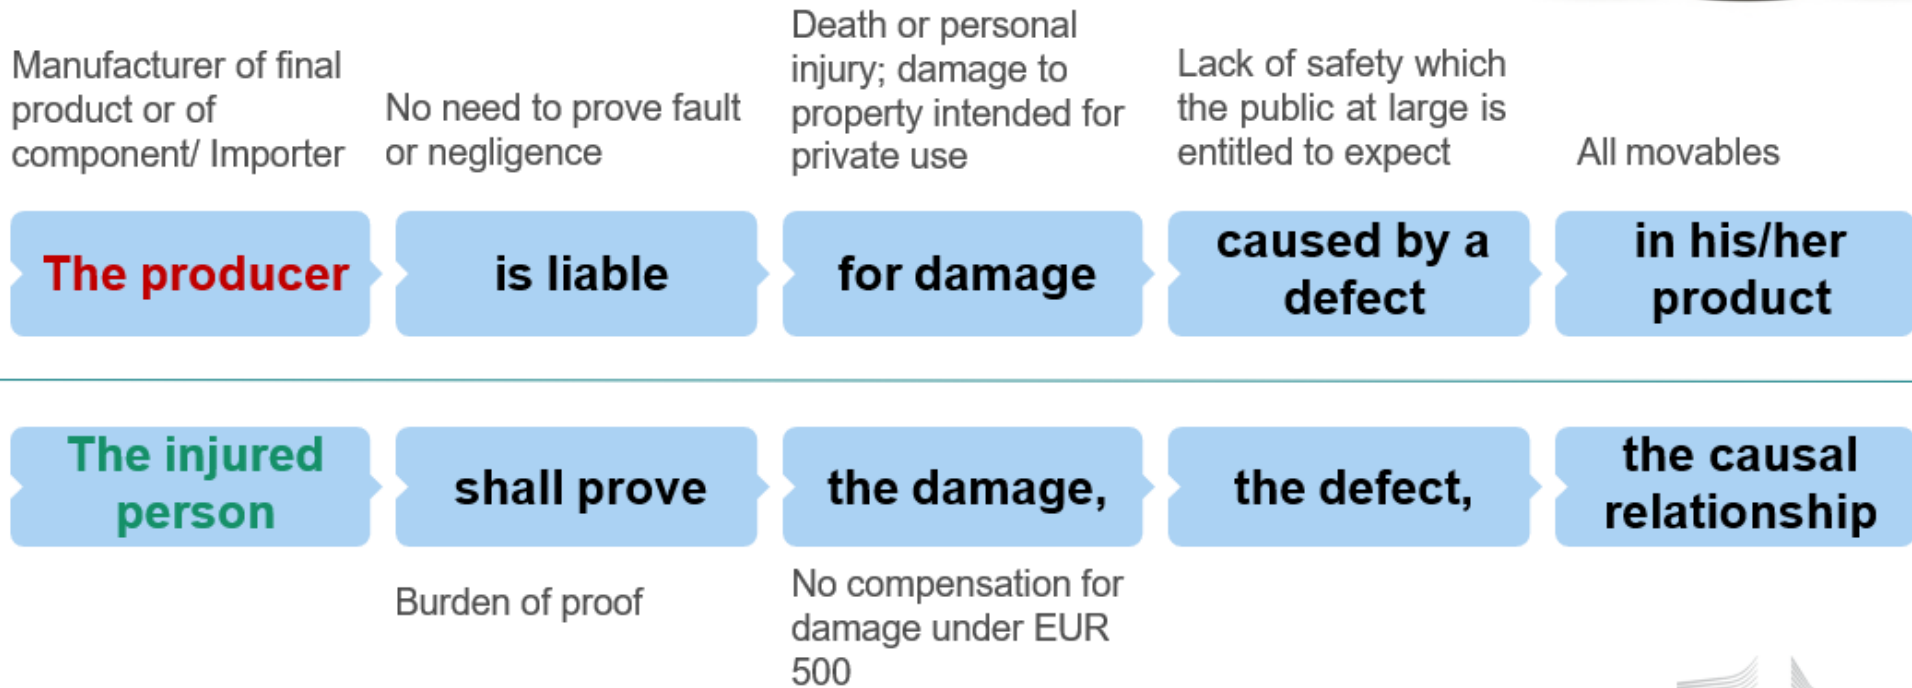 Manufacturer of final
product or of
component/ Importer
No need to prove fault
or negligence
Death or personal
injury; damage to
property intended for
private use
Lack of safety which
the public at large is
entitled to expect
All movables
The producer
is liable
for damage
caused by a
defect
in his/her
product
The injured
person
shall prove
the damage,
the defect,
the causal
relationship
Burden of proof
No compensation for
damage under EUR
500